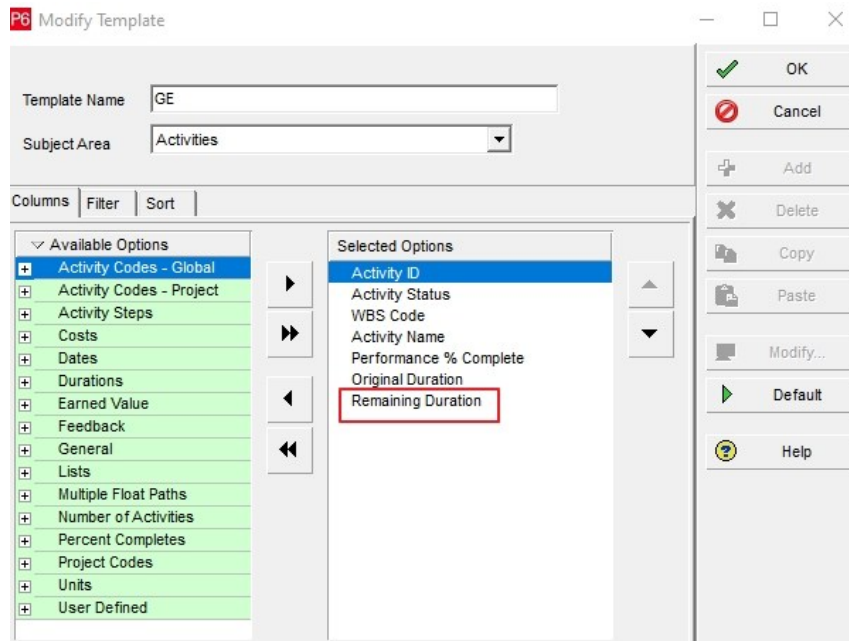 P6 Modify Template
Template Name GE
Subject Area Activities
Columns Filter Sort
Available Options
Activity Codes - Global
Activity Codes - Project
Activity Steps
Costs
Dates
Durations
Earned Value
Feedback
General
Lists
Multiple Float Paths
Number of Activities
Percent Completes
Project Codes
Units
User Defined
Selected Options
Activity ID
Activity Status
WBS Code
Activity Name
Performance % Complete
Original Duration
Remaining Duration
OK
Cancel
Add
Delete
Copy
Paste
Modify...
Default
Help